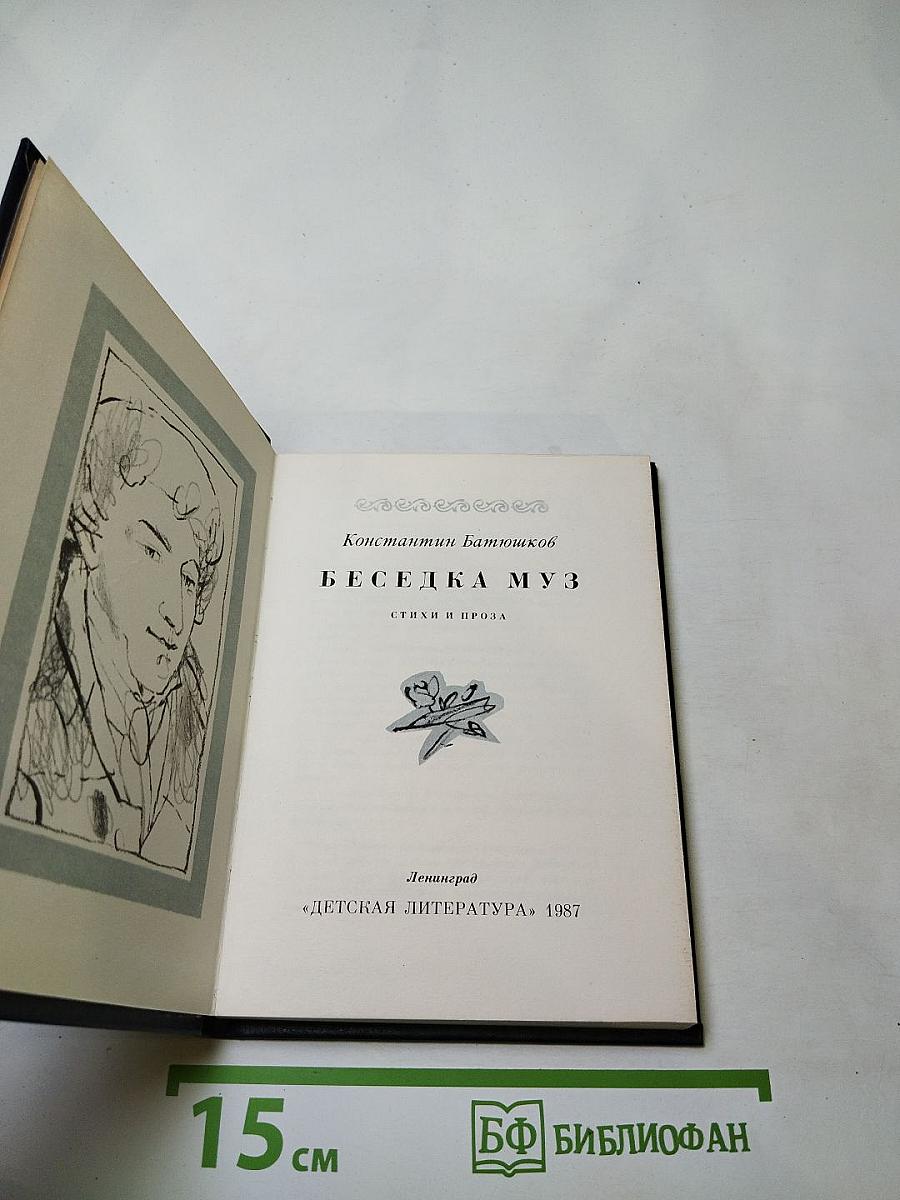 Константин Батюшков
БЕСЕДКА МУЗ
СТИХИ И ПРОЗА
Ленинград
«ДЕТСКАЯ ЛИТЕРАТУРА» 1987
15 см
БФ БИБЛИОФАН